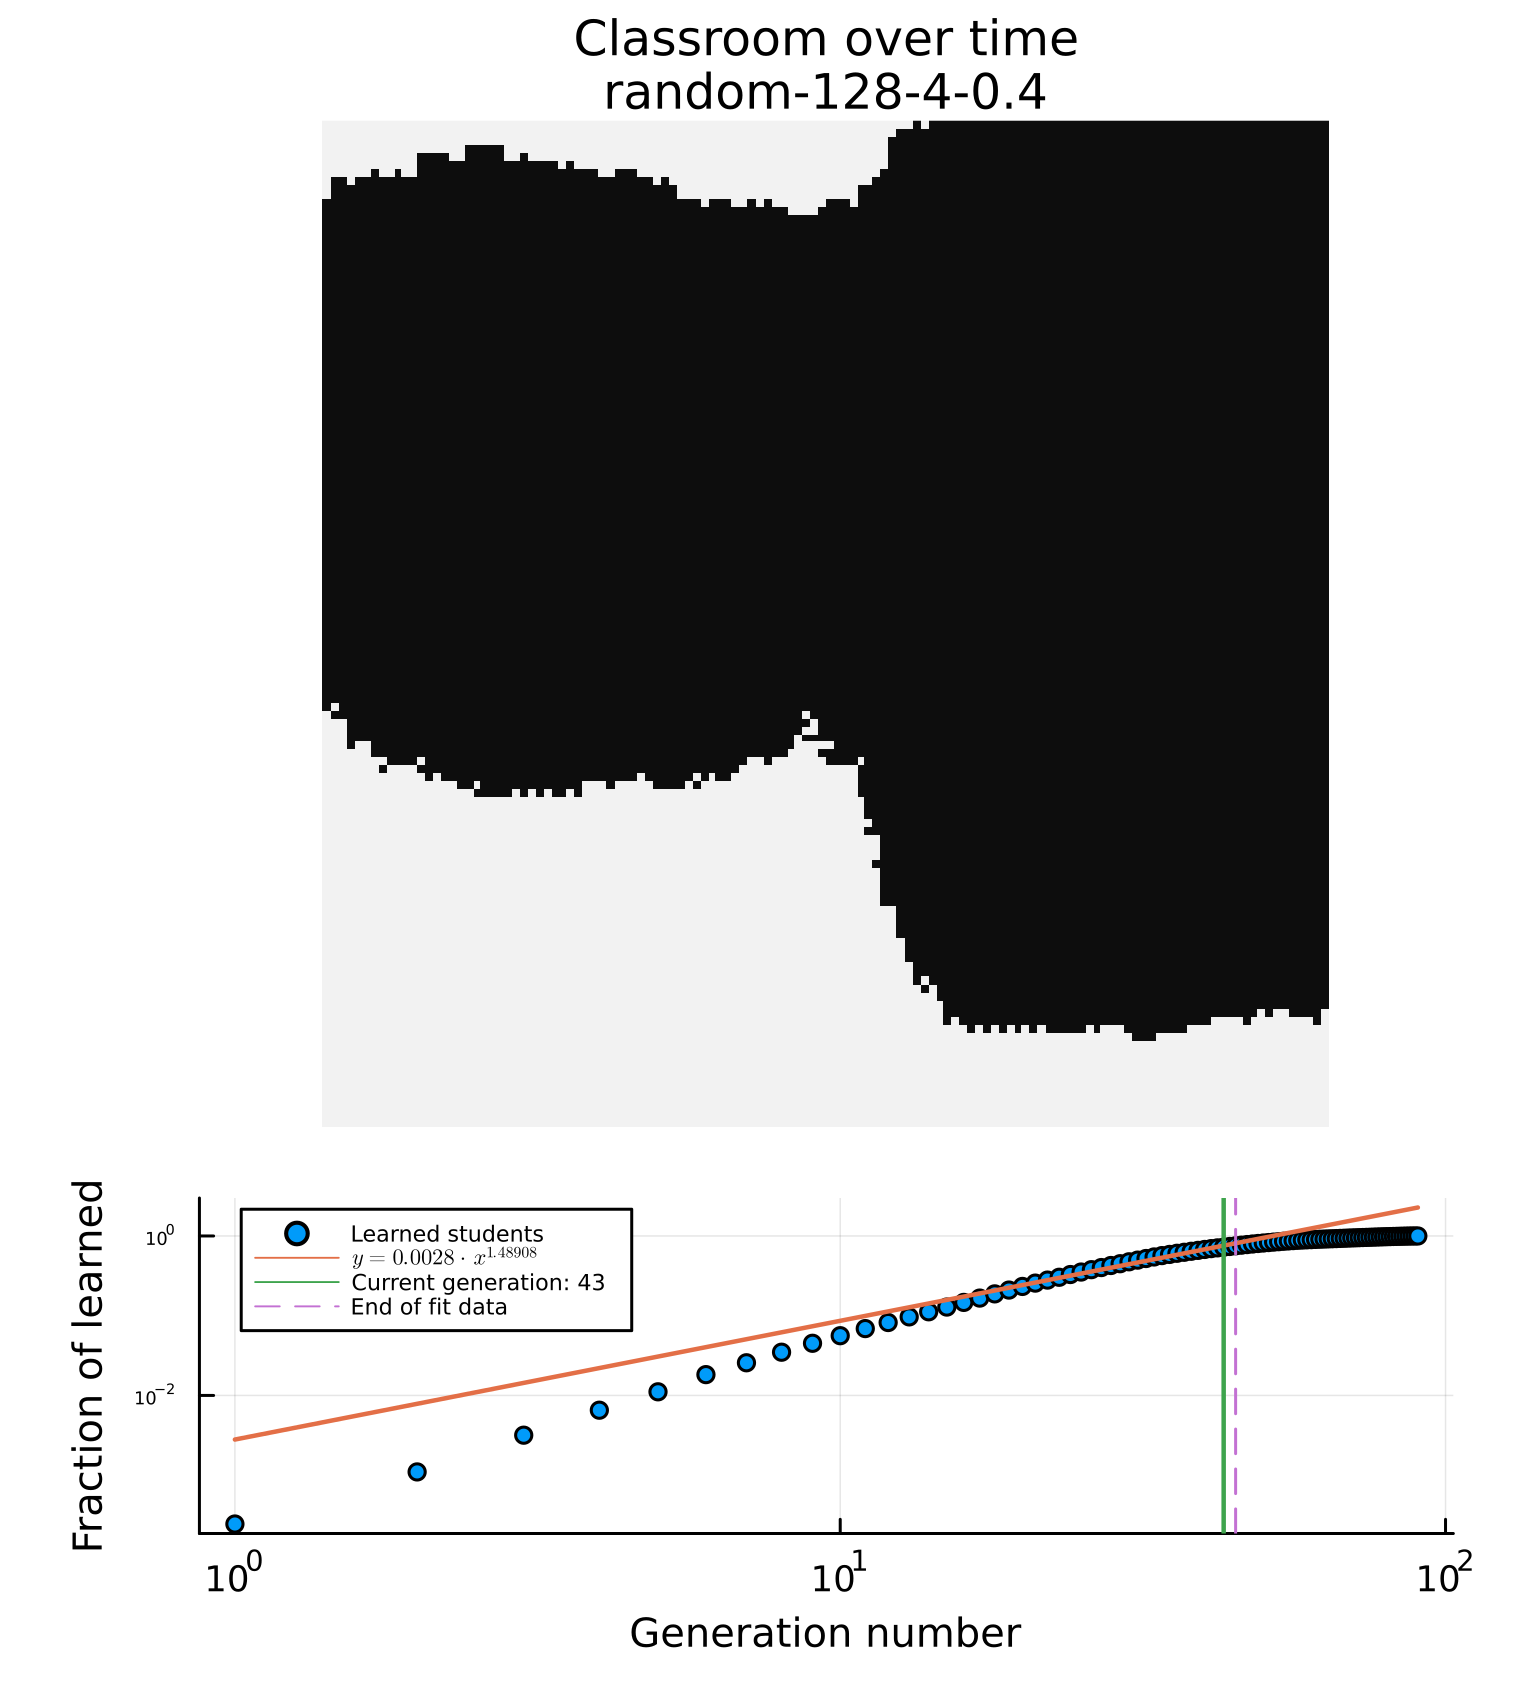 Classroom over time
random-128-4-0.4
Fraction of learned
10^0
10^-2
Learned students
y = 0.0028 · x^1.48908
Current generation: 43
End of fit data
10^0 10^1 10^2
Generation number